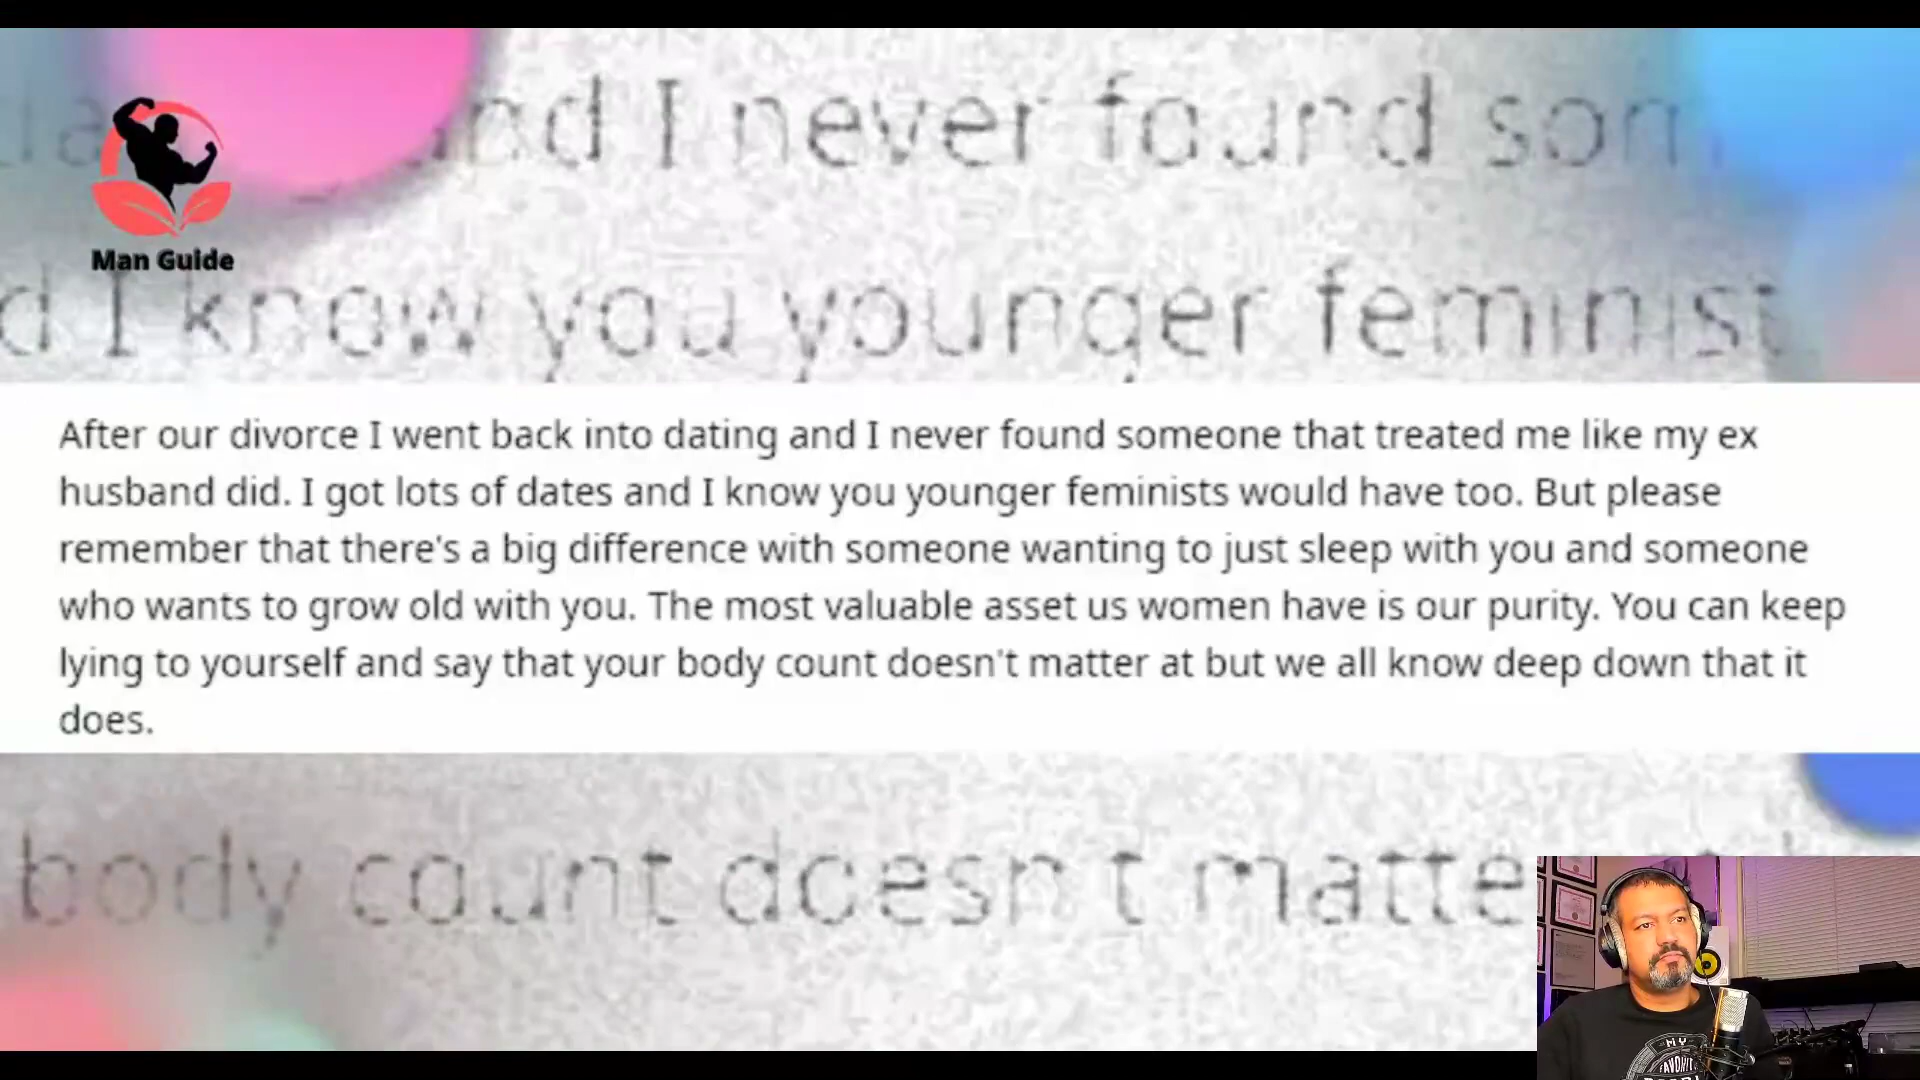 and I never found som
Man Guide
d I know you younger feminist
After our divorce I went back into dating and I never found someone that treated me like my ex
husband did. I got lots of dates and I know you younger feminists would have too. But please
remember that there's a big difference with someone wanting to just sleep with you and someone
who wants to grow old with you. The most valuable asset us women have is our purity. You can keep
lying to yourself and say that your body count doesn't matter at but we all know deep down that it
does.
body count doesn't matte
MY